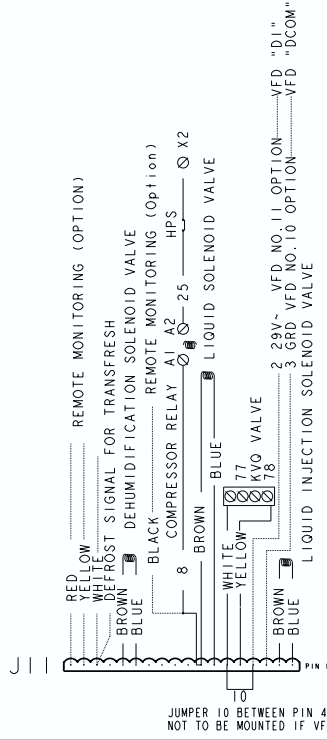 RED
YELLOW
WHITE
REMOTE MONITORING (OPTION)
DEFROST SIGNAL FOR TRANSFRESH
BROWN
BLUE
DEHUMIDIFICATION SOLENOID VALVE
BLACK
REMOTE MONITORING (Option)
8
COMPRESSOR RELAY
A1 A2
25
HPS
X2
BROWN
BLUE
LIQUID SOLENOID VALVE
WHITE
YELLOW
77
KVQ VALVE
78
2 29V~ VFD NO.11 OPTION VFD "DI"
3 GRD VFD NO.10 OPTION VFD "DCOM"
BROWN
BLUE
LIQUID INJECTION SOLENOID VALVE
J11
PIN
10
JUMPER 10 BETWEEN PIN 4
NOT TO BE MOUNTED IF VF